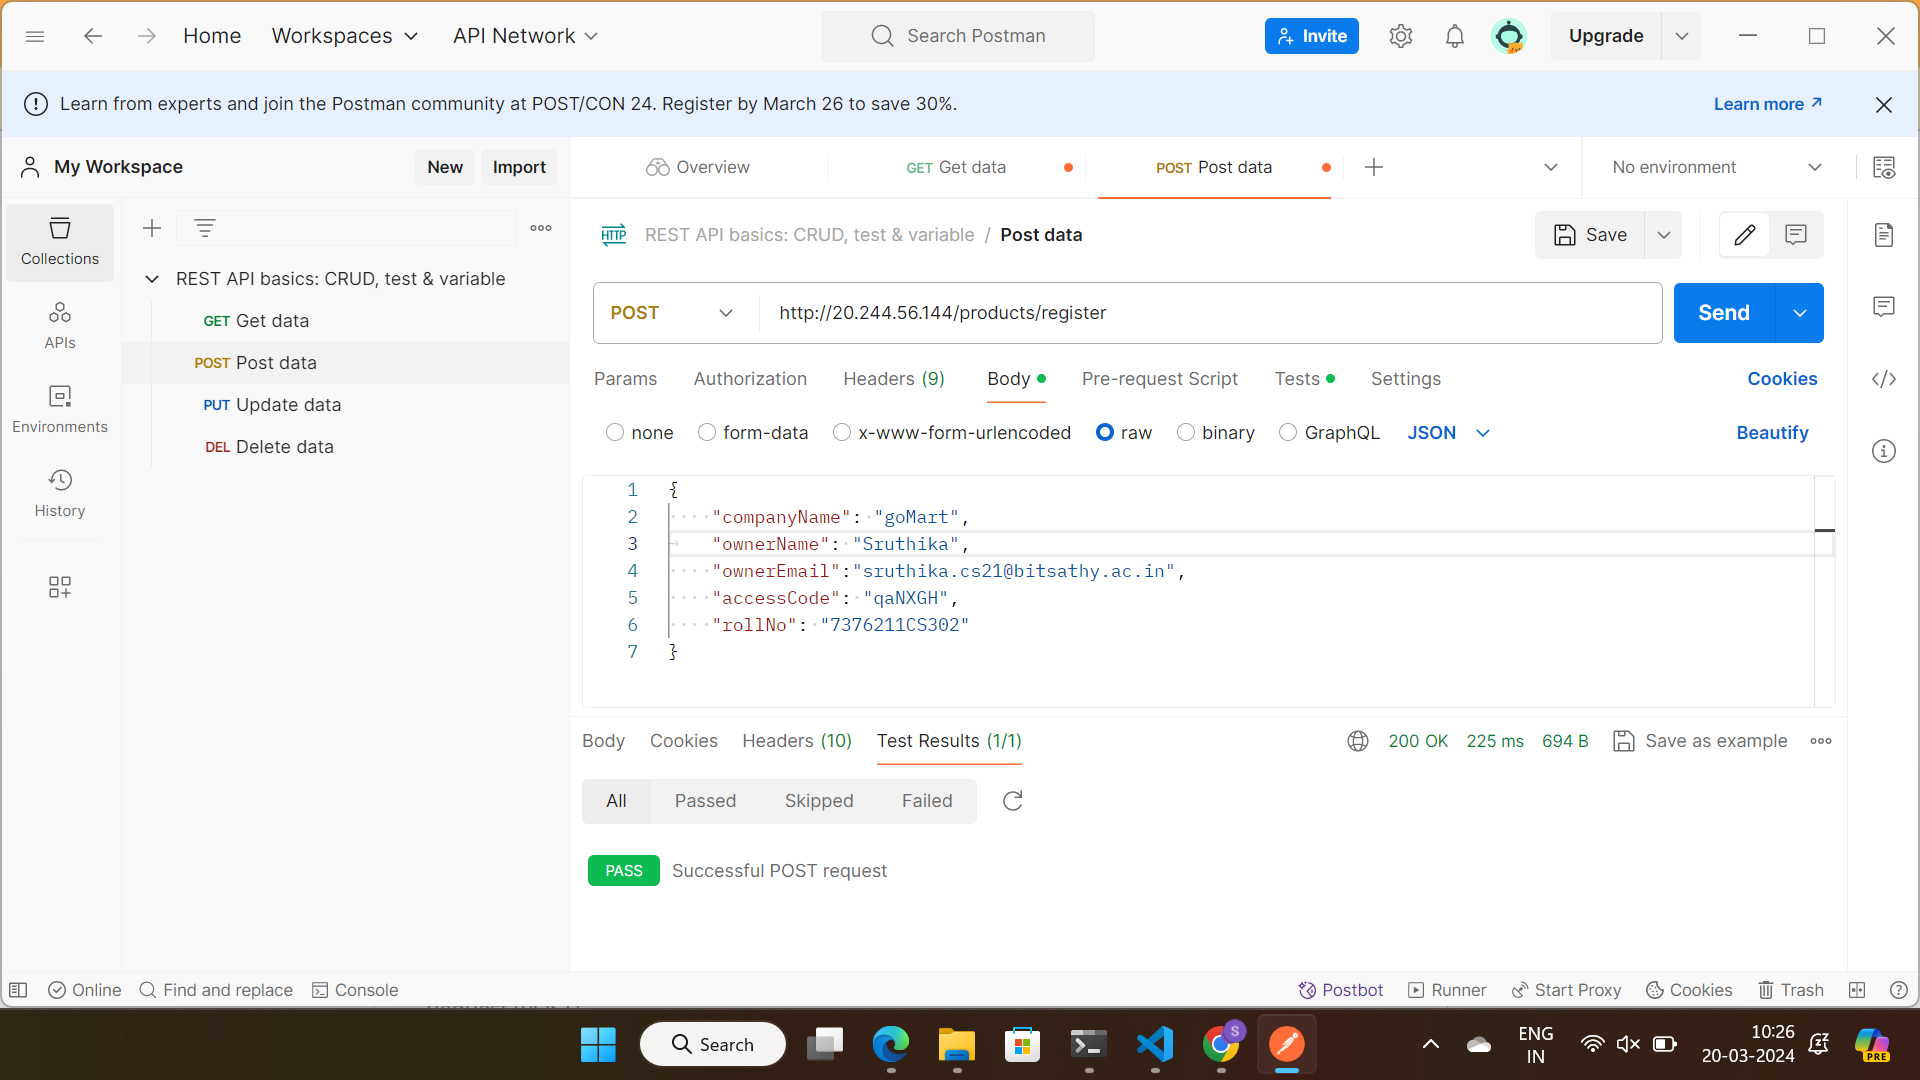 Home Workspaces API Network Search Postman Invite Upgrade
Learn from experts and join the Postman community at POST/CON 24. Register by March 26 to save 30%. Learn more
My Workspace New Import Overview GET Get data POST Post data No environment
Collections
APIs
Environments
History
REST API basics: CRUD, test & variable
GET Get data
POST Post data
PUT Update data
DEL Delete data
HTTP REST API basics: CRUD, test & variable / Post data Save
POST http://20.244.56.144/products/register Send
Params Authorization Headers (9) Body Pre-request Script Tests Settings Cookies
none form-data x-www-form-urlencoded raw binary GraphQL JSON Beautify
1 {
2 "companyName": "goMart",
3 "ownerName": "Sruthika",
4 "ownerEmail":"sruthika.cs21@bitsathy.ac.in",
5 "accessCode": "qaNXGH",
6 "rollNo": "7376211CS302"
7 }
Body Cookies Headers (10) Test Results (1/1) 200 OK 225 ms 694 B Save as example
All Passed Skipped Failed
PASS Successful POST request
Online Find and replace Console Postbot Runner Start Proxy Cookies Trash
Search S ENG IN 10:26 20-03-2024 PRE